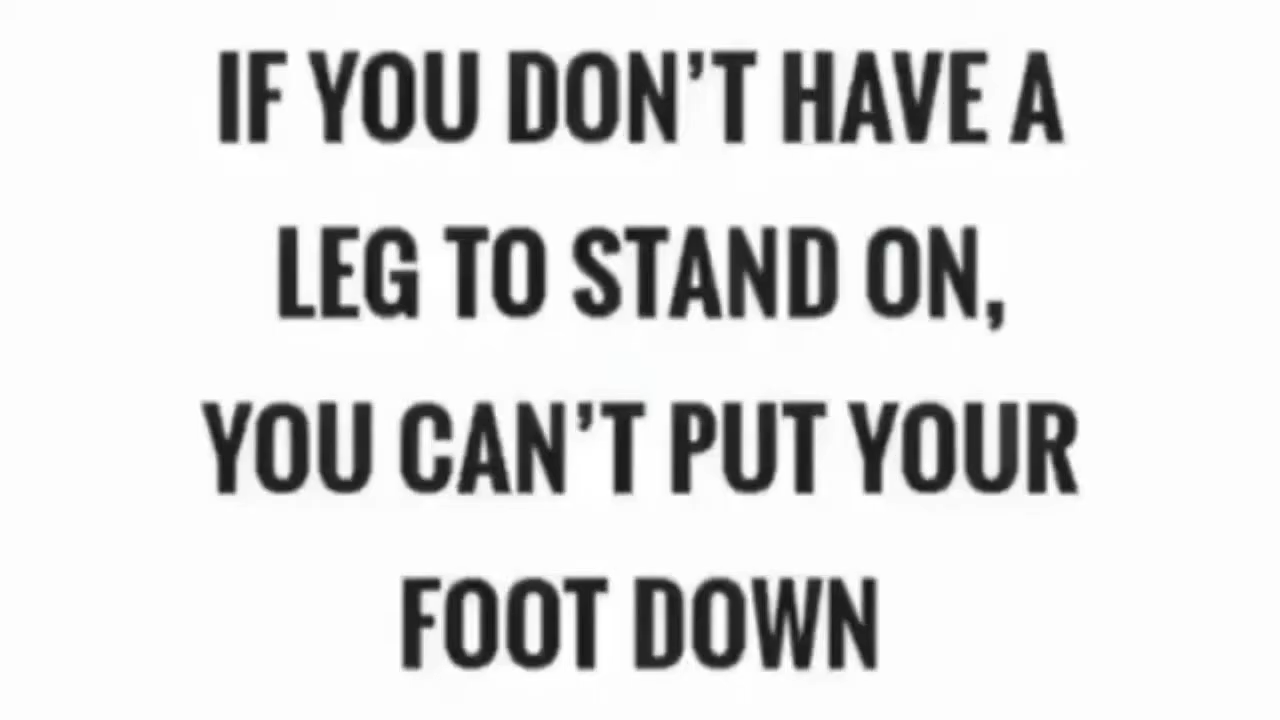 IF YOU DON’T HAVE A
LEG TO STAND ON,
YOU CAN’T PUT YOUR
FOOT DOWN